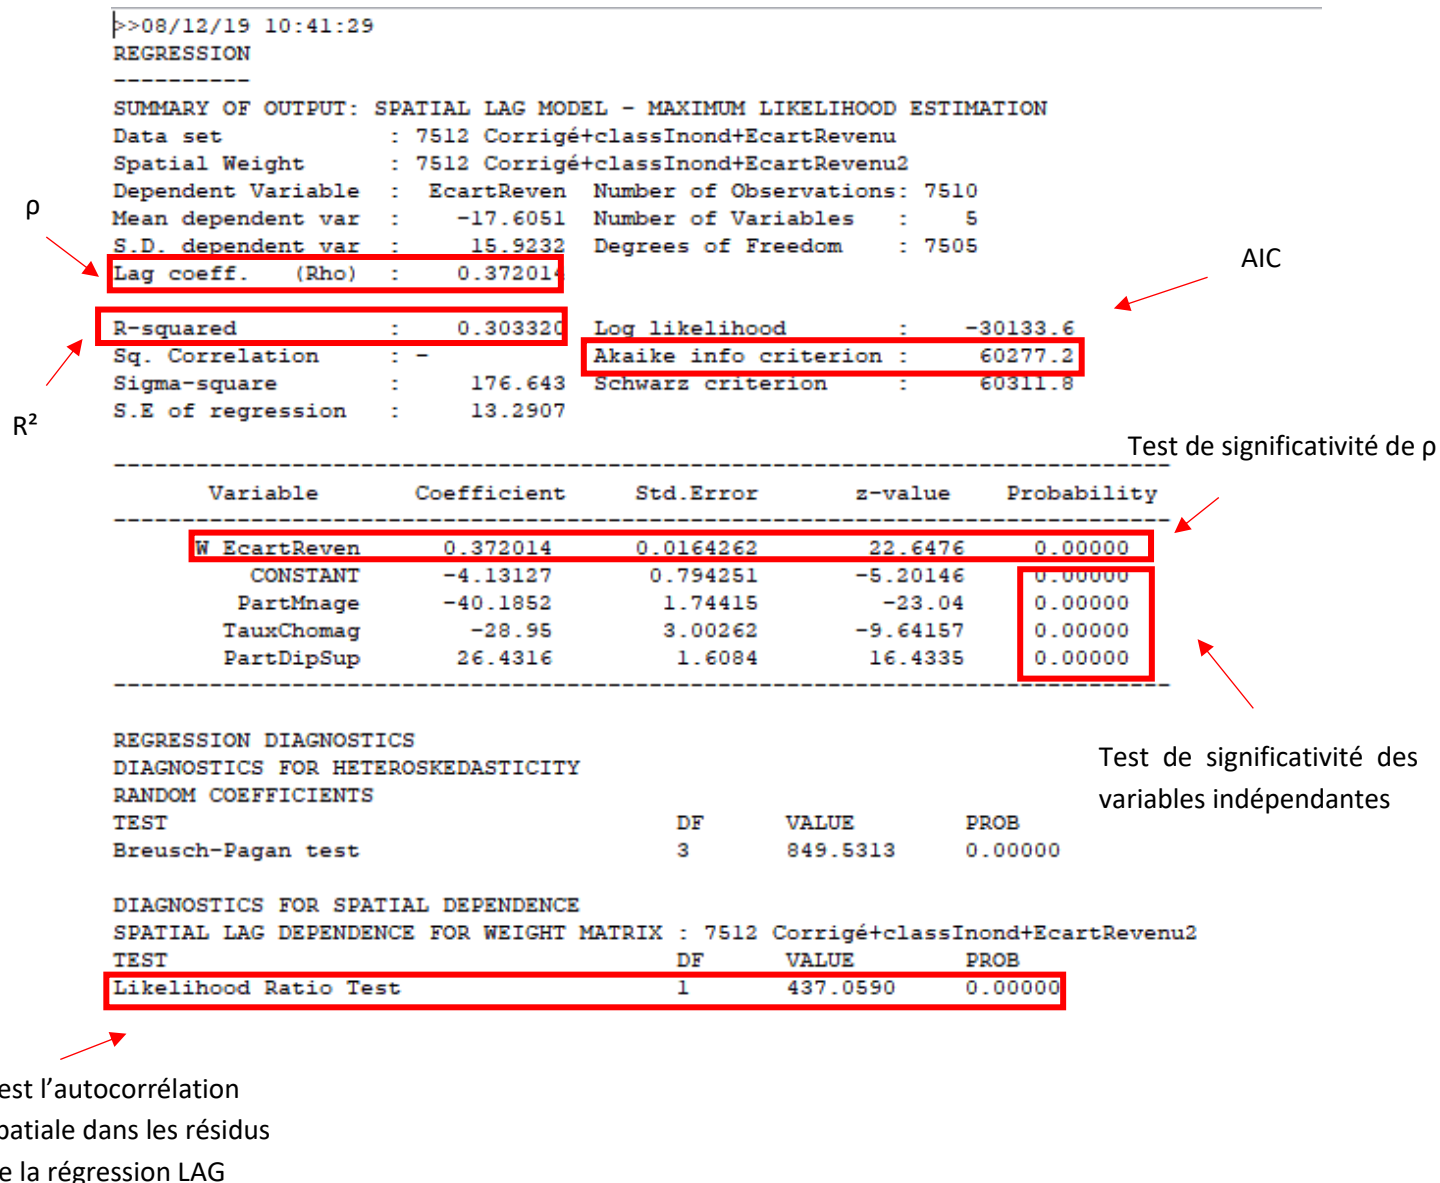 >>08/12/19 10:41:29
REGRESSION
----------
SUMMARY OF OUTPUT: SPATIAL LAG MODEL - MAXIMUM LIKELIHOOD ESTIMATION
Data set : 7512 Corrigé+classInond+EcartRevenu
Spatial Weight : 7512 Corrigé+classInond+EcartRevenu2
Dependent Variable : EcartReven Number of Observations: 7510
ρ
Mean dependent var : -17.6051 Number of Variables : 5
S.D. dependent var : 15.9232 Degrees of Freedom : 7505
AIC
Lag coeff. (Rho) : 0.372014
R-squared : 0.303320 Log likelihood : -30133.6
Sq. Correlation : - Akaike info criterion : 60277.2
Sigma-square : 176.643 Schwarz criterion : 60311.8
S.E of regression : 13.2907
R²
Test de significativité de ρ
Variable Coefficient Std.Error z-value Probability
W EcartReven 0.372014 0.0164262 22.6476 0.00000
CONSTANT -4.13127 0.794251 -5.20146 0.00000
PartMnage -40.1852 1.74415 -23.04 0.00000
TauxChomag -28.95 3.00262 -9.64157 0.00000
PartDipSup 26.4316 1.6084 16.4335 0.00000
Test de significativité des
variables indépendantes
REGRESSION DIAGNOSTICS
DIAGNOSTICS FOR HETEROSKEDASTICITY
RANDOM COEFFICIENTS
TEST DF VALUE PROB
Breusch-Pagan test 3 849.5313 0.00000
DIAGNOSTICS FOR SPATIAL DEPENDENCE
SPATIAL LAG DEPENDENCE FOR WEIGHT MATRIX : 7512 Corrigé+classInond+EcartRevenu2
TEST DF VALUE PROB
Likelihood Ratio Test 1 437.0590 0.00000
est l'autocorrélation
patiale dans les résidus
e la régression LAG